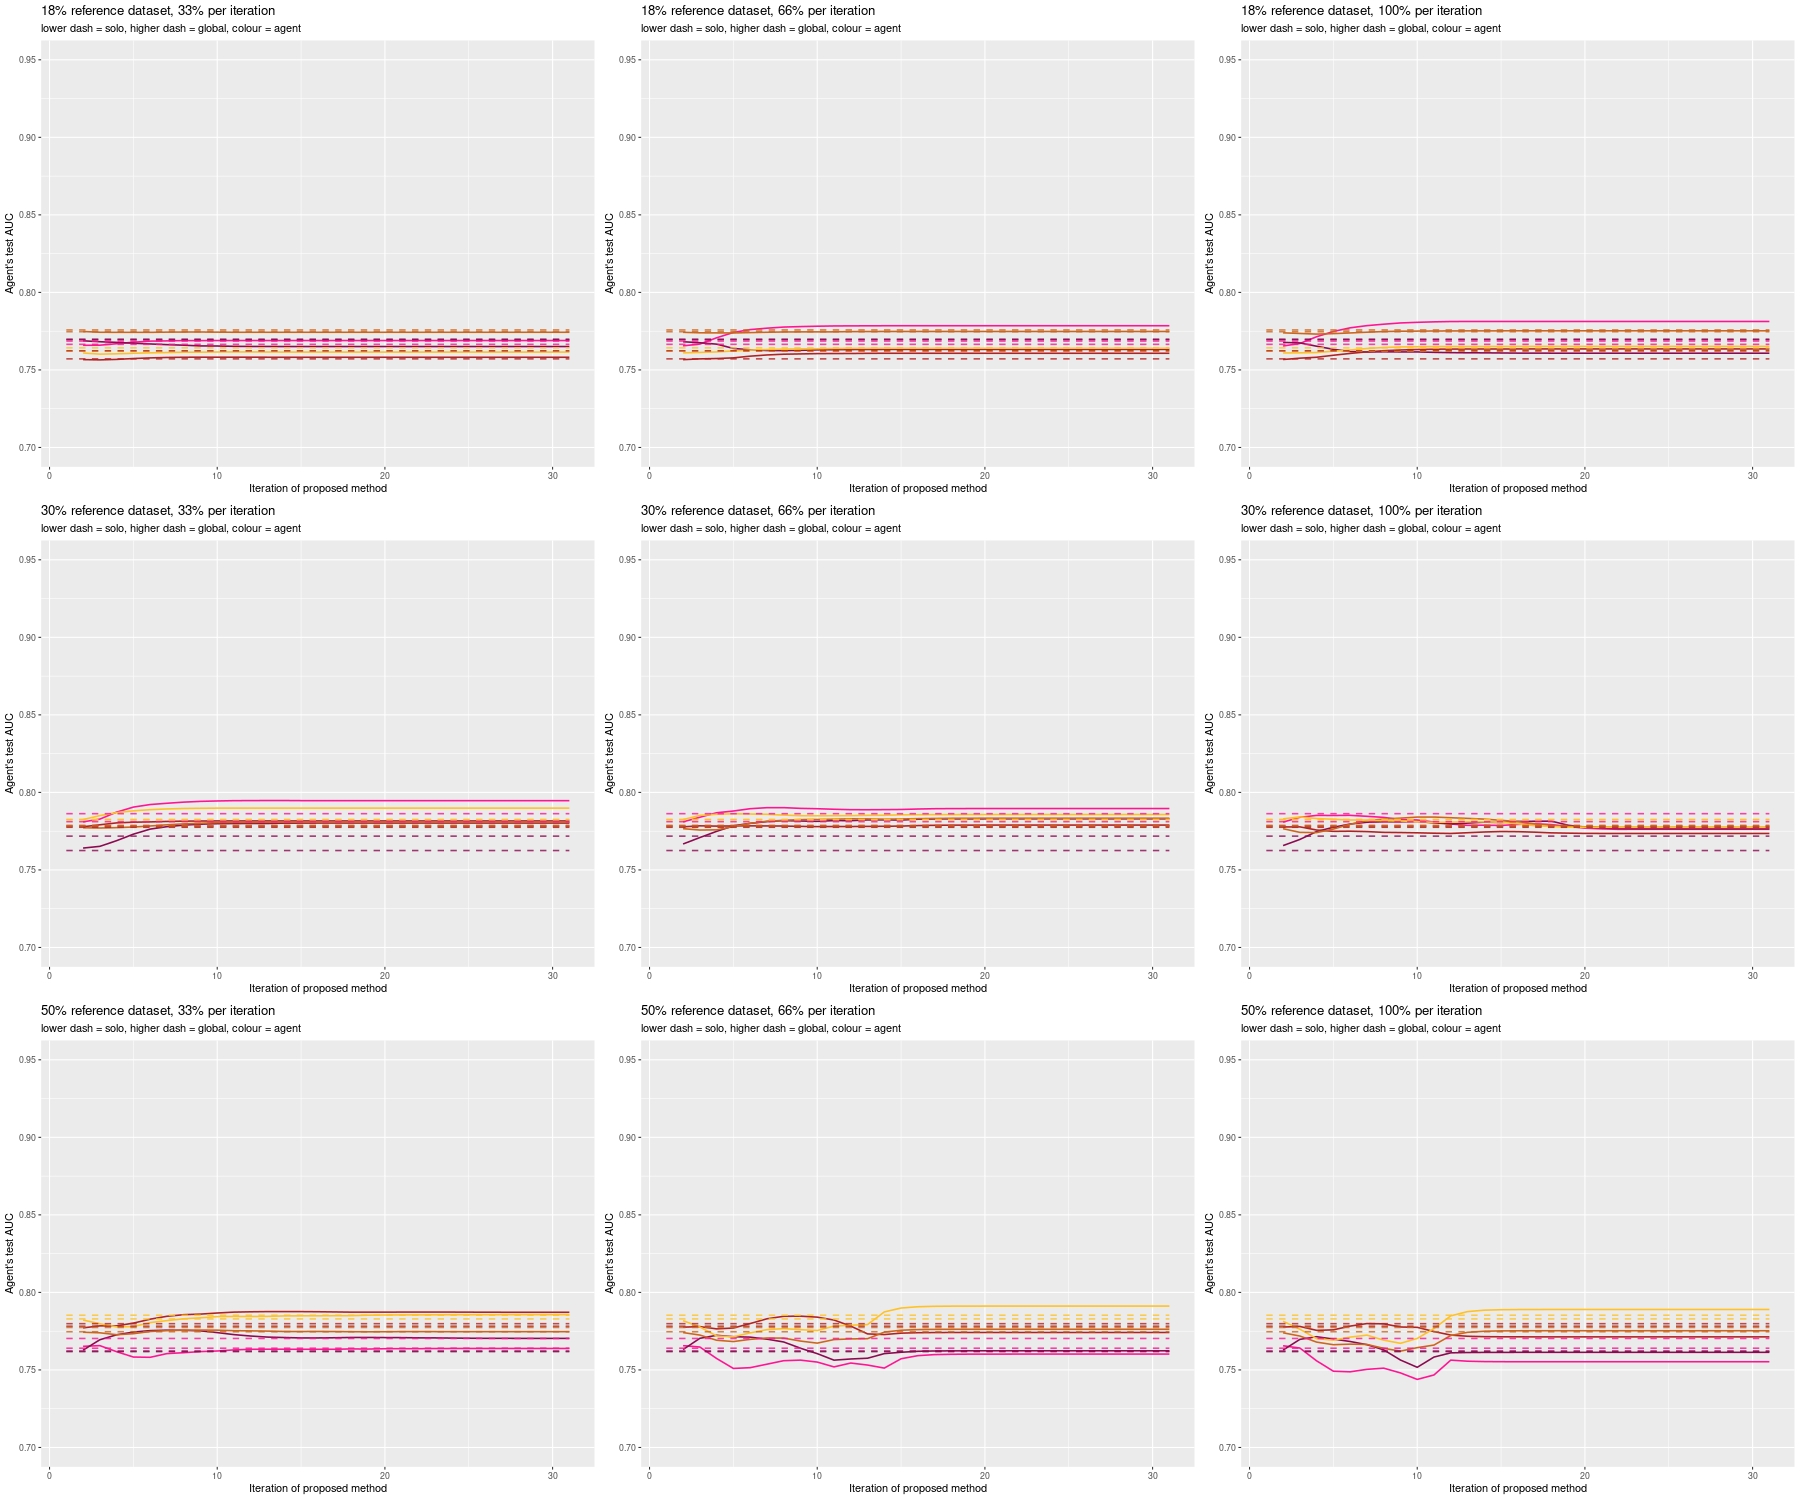 18% reference dataset, 33% per iteration
lower dash = solo, higher dash = global, colour = agent
0.95
0.90
0.85
0.80
0.75
0.70
Agent's test AUC
0
10
20
30
Iteration of proposed method
18% reference dataset, 66% per iteration
lower dash = solo, higher dash = global, colour = agent
0.95
0.90
0.85
0.80
0.75
0.70
Agent's test AUC
0
10
20
30
Iteration of proposed method
18% reference dataset, 100% per iteration
lower dash = solo, higher dash = global, colour = agent
0.95
0.90
0.85
0.80
0.75
0.70
Agent's test AUC
0
10
20
30
Iteration of proposed method
30% reference dataset, 33% per iteration
lower dash = solo, higher dash = global, colour = agent
0.95
0.90
0.85
0.80
0.75
0.70
Agent's test AUC
0
10
20
30
Iteration of proposed method
30% reference dataset, 66% per iteration
lower dash = solo, higher dash = global, colour = agent
0.95
0.90
0.85
0.80
0.75
0.70
Agent's test AUC
0
10
20
30
Iteration of proposed method
30% reference dataset, 100% per iteration
lower dash = solo, higher dash = global, colour = agent
0.95
0.90
0.85
0.80
0.75
0.70
Agent's test AUC
0
10
20
30
Iteration of proposed method
50% reference dataset, 33% per iteration
lower dash = solo, higher dash = global, colour = agent
0.95
0.90
0.85
0.80
0.75
0.70
Agent's test AUC
0
10
20
30
Iteration of proposed method
50% reference dataset, 66% per iteration
lower dash = solo, higher dash = global, colour = agent
0.95
0.90
0.85
0.80
0.75
0.70
Agent's test AUC
0
10
20
30
Iteration of proposed method
50% reference dataset, 100% per iteration
lower dash = solo, higher dash = global, colour = agent
0.95
0.90
0.85
0.80
0.75
0.70
Agent's test AUC
0
10
20
30
Iteration of proposed method